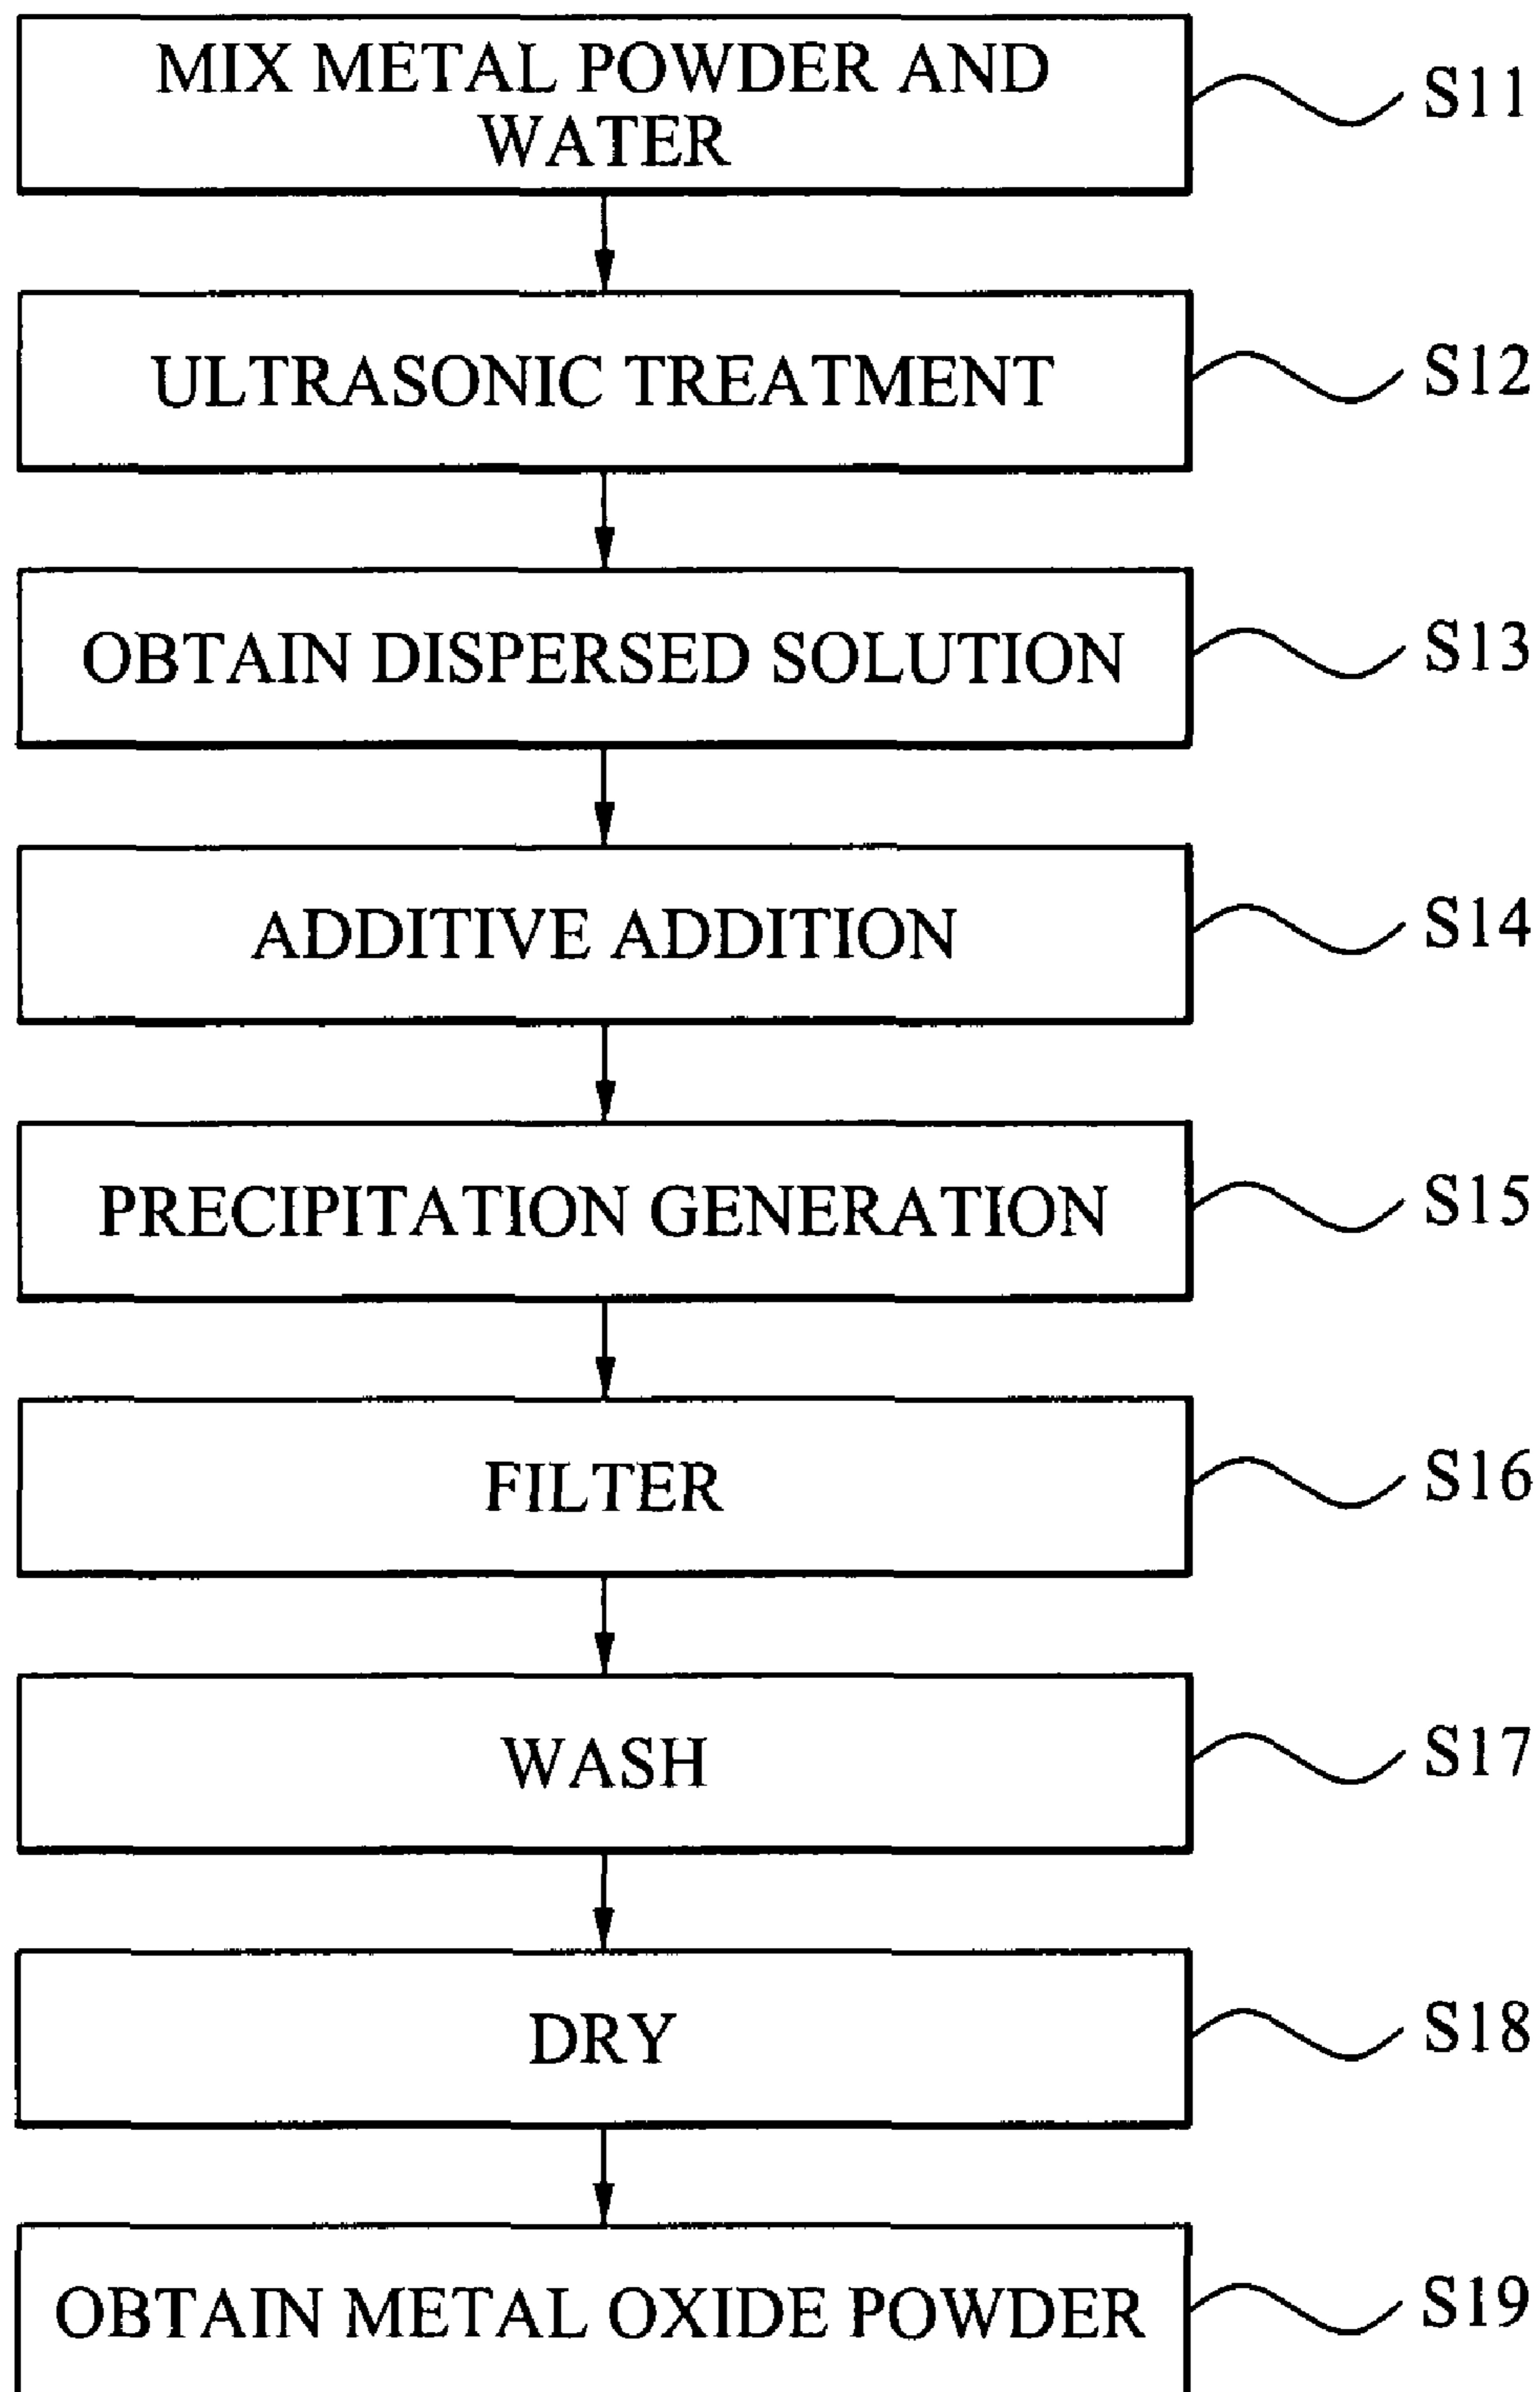 MIX METAL POWDER AND
WATER
S11
ULTRASONIC TREATMENT
S12
OBTAIN DISPERSED SOLUTION
S13
ADDITIVE ADDITION
S14
PRECIPITATION GENERATION
S15
FILTER
S16
WASH
S17
DRY
S18
OBTAIN METAL OXIDE POWDER
S19